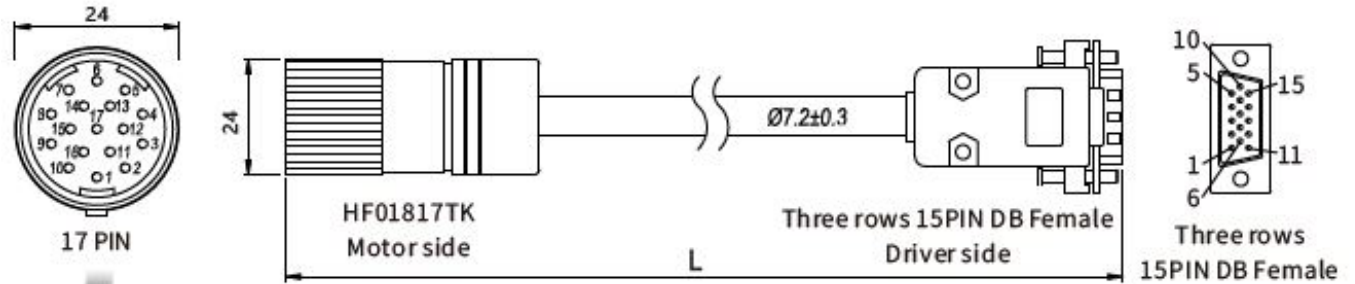 24
6
7
5
14
13
8
4
17
15
12
9
3
16
11
10
2
1
17 PIN
24
HF01817TK
Motor side
Ø7.2±0.3
Three rows 15PIN DB Female
Driver side
L
10
5
15
1
11
6
Three rows
15PIN DB Female